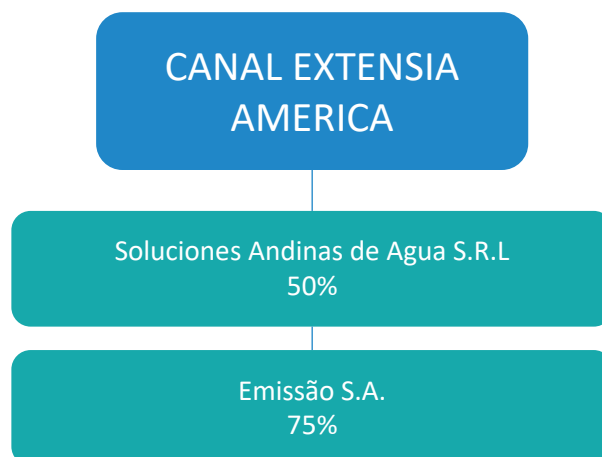 CANAL EXTENSIA
AMERICA
Soluciones Andinas de Agua S.R.L
50%
Emissão S.A.
75%